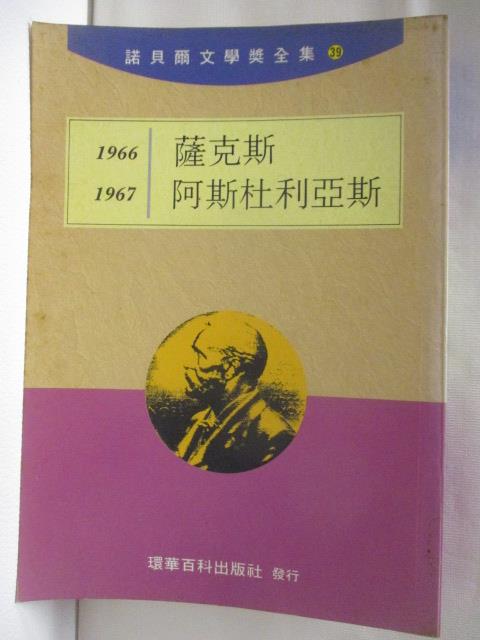 諾貝爾文學獎全集 39
1966 薩克斯
1967 阿斯杜利亞斯
環華百科出版社 發行